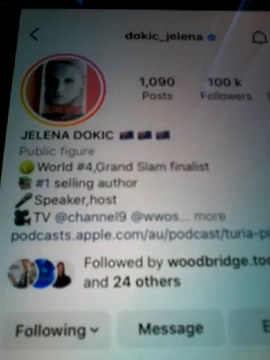 dokic_jelena
1,090 100 k
Posts Followers
JELENA DOKIC
Public figure
World #4,Grand Slam finalist
#1 selling author
Speaker,host
TV @channel9 @wwos... more
podcasts.apple.com/au/podcast/turia-p
Followed by woodbridge.to
and 24 others
Following Message E